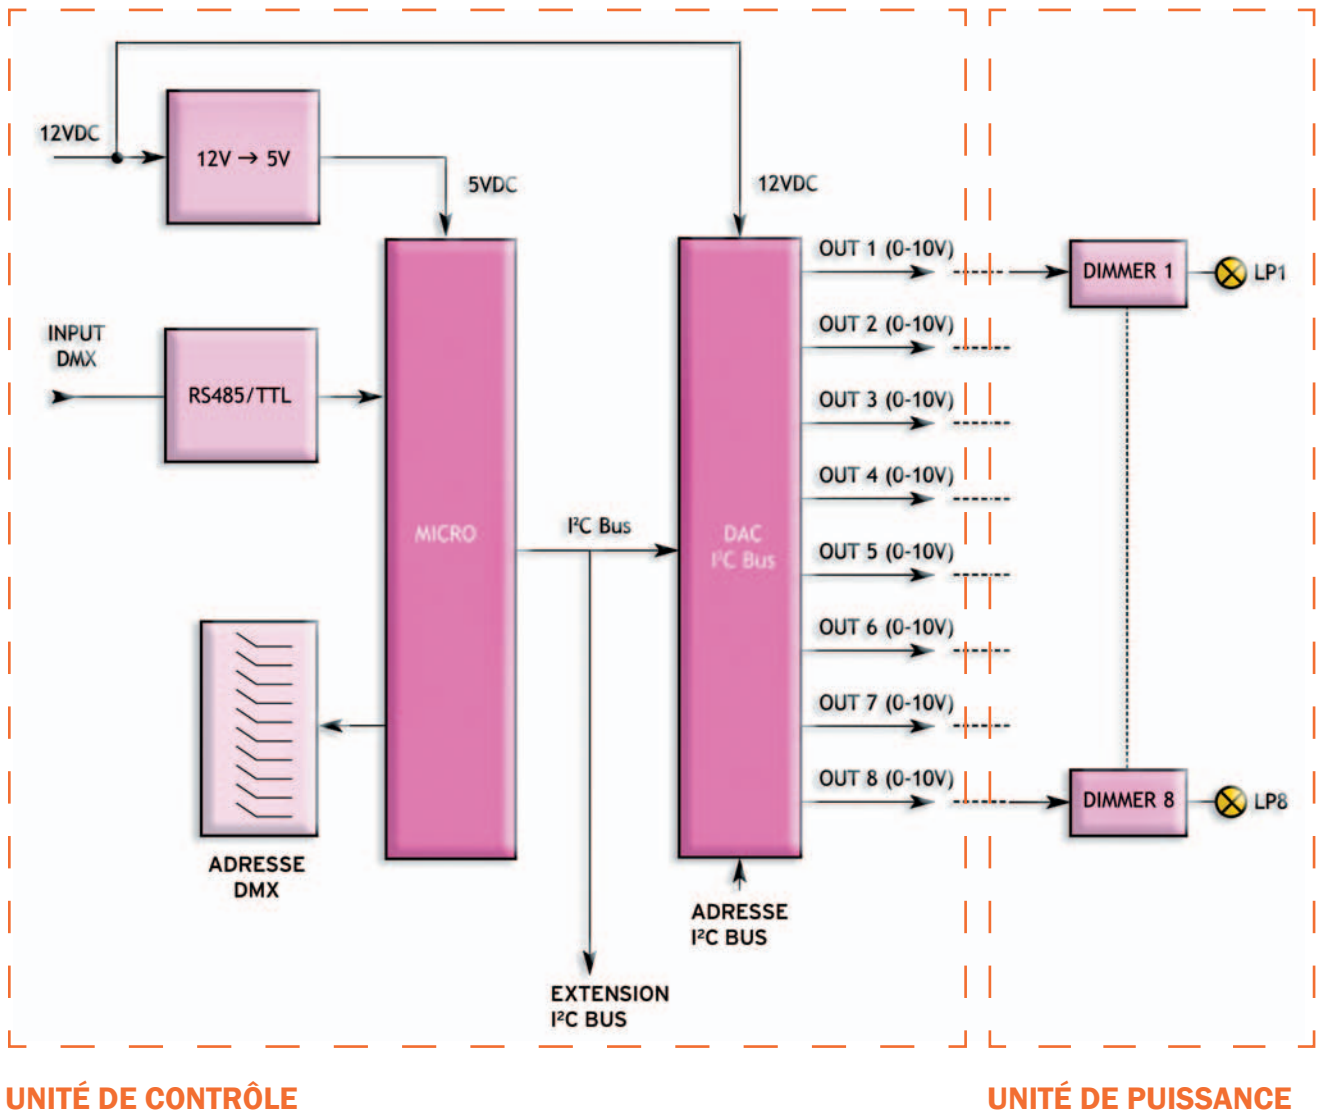 12VDC
12V → 5V
5VDC
12VDC
INPUT
DMX
RS485/TTL
MICRO
I²C Bus
DAC
I²C Bus
OUT 1 (0-10V)
OUT 2 (0-10V)
OUT 3 (0-10V)
OUT 4 (0-10V)
OUT 5 (0-10V)
OUT 6 (0-10V)
OUT 7 (0-10V)
OUT 8 (0-10V)
DIMMER 1
LP1
DIMMER 8
LP8
ADRESSE
DMX
ADRESSE
I²C BUS
EXTENSION
I²C BUS
UNITÉ DE CONTRÔLE
UNITÉ DE PUISSANCE